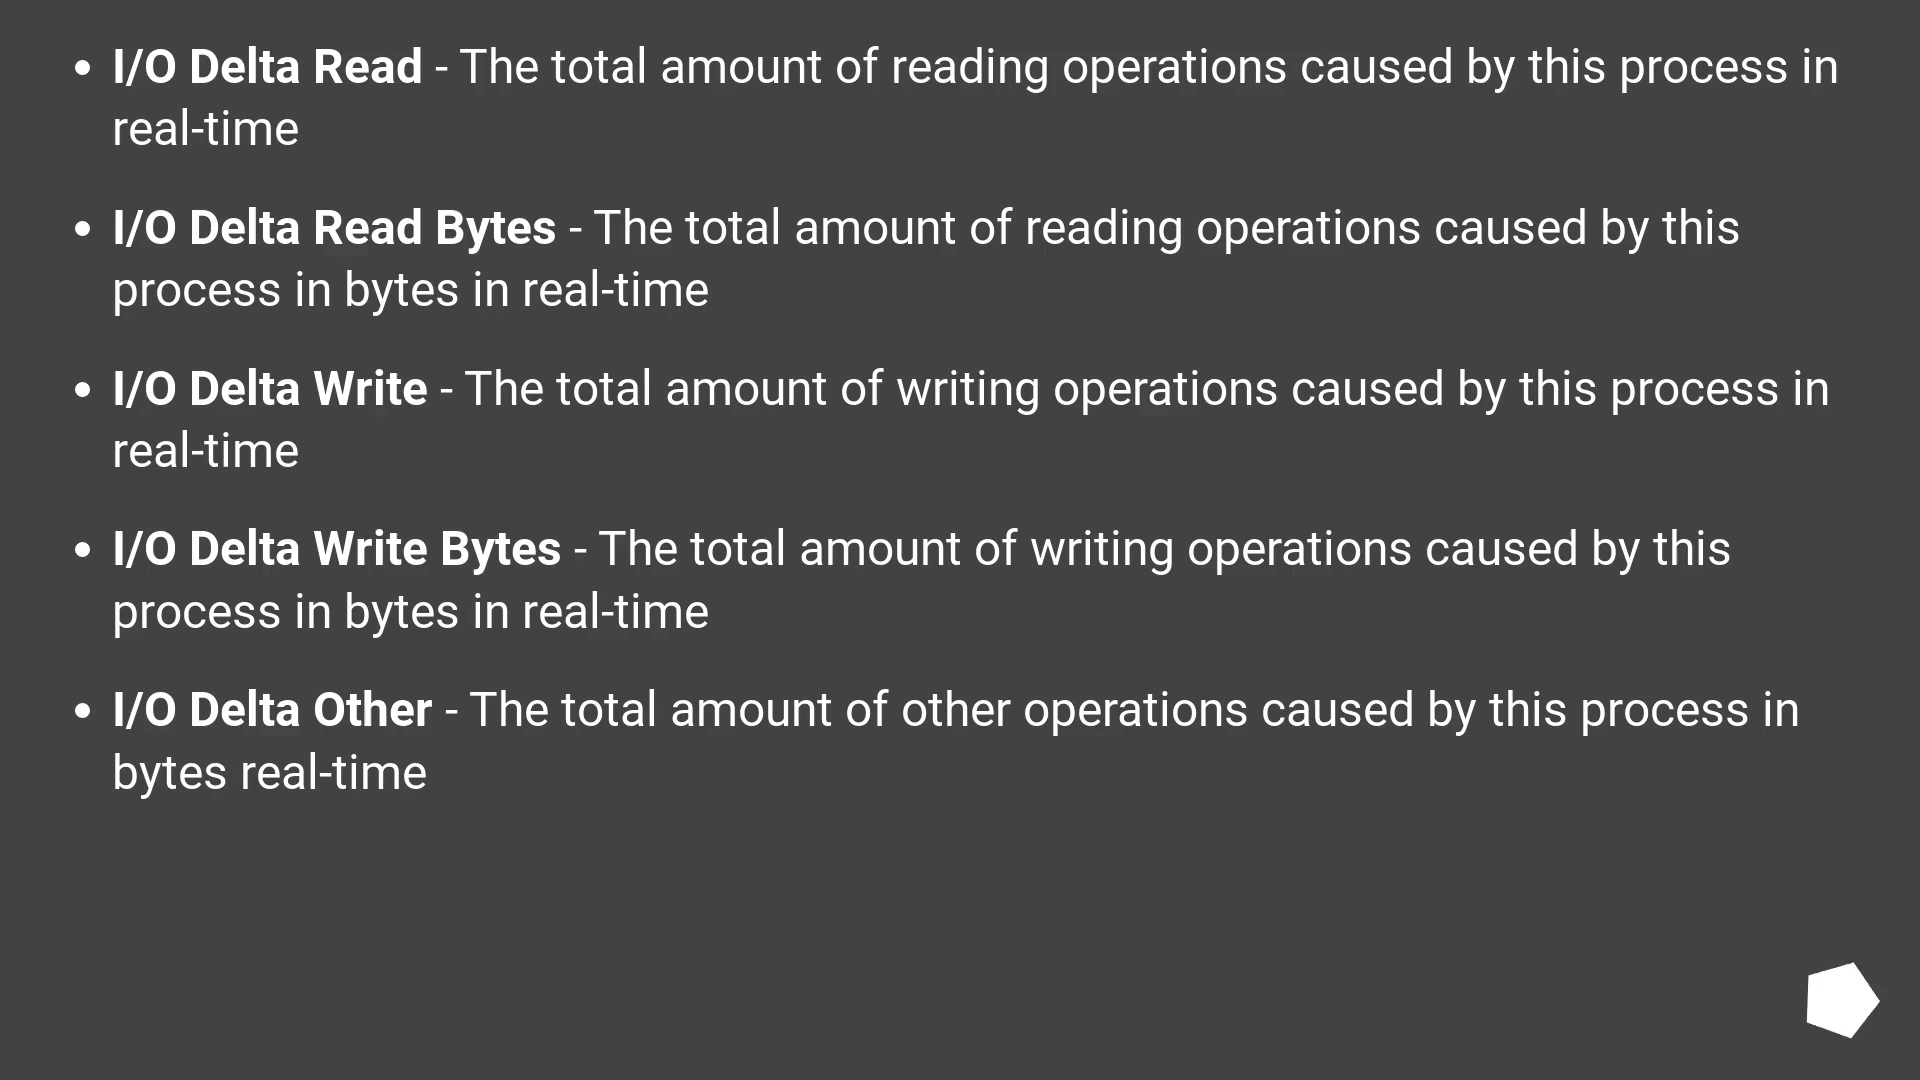 • I/O Delta Read - The total amount of reading operations caused by this process in
real-time
• I/O Delta Read Bytes - The total amount of reading operations caused by this
process in bytes in real-time
• I/O Delta Write - The total amount of writing operations caused by this process in
real-time
• I/O Delta Write Bytes - The total amount of writing operations caused by this
process in bytes in real-time
• I/O Delta Other - The total amount of other operations caused by this process in
bytes real-time